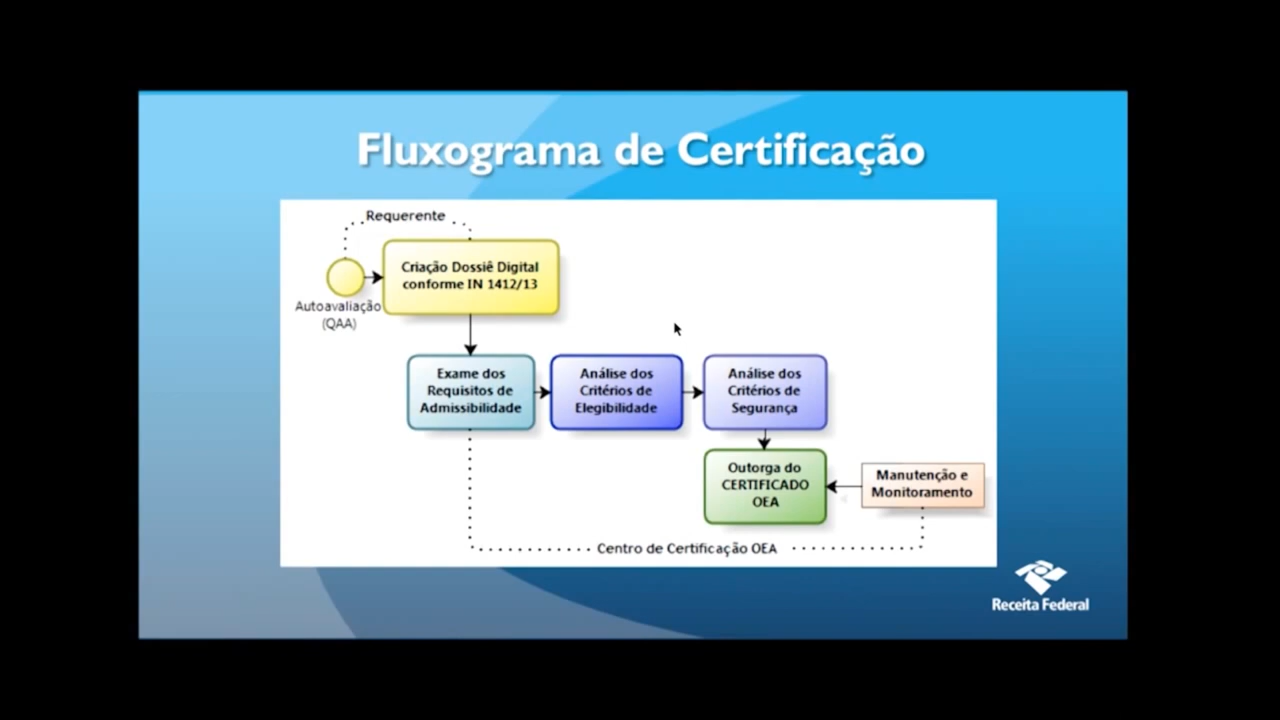 Fluxograma de Certificação
Requerente
Criação Dossiê Digital
conforme IN 1412/13
Autoavaliação
(QAA)
Exame dos
Requisitos de
Admissibilidade
Análise dos
Critérios de
Elegibilidade
Análise dos
Critérios de
Segurança
Outorga do
CERTIFICADO
OEA
Manutenção e
Monitoramento
Centro de Certificação OEA
Receita Federal